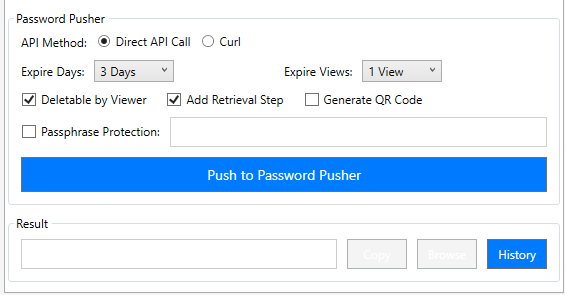 Password Pusher
API Method: Direct API Call Curl
Expire Days: 3 Days Expire Views: 1 View
Deletable by Viewer Add Retrieval Step Generate QR Code
Passphrase Protection:
Push to Password Pusher
Result
Copy Browse History